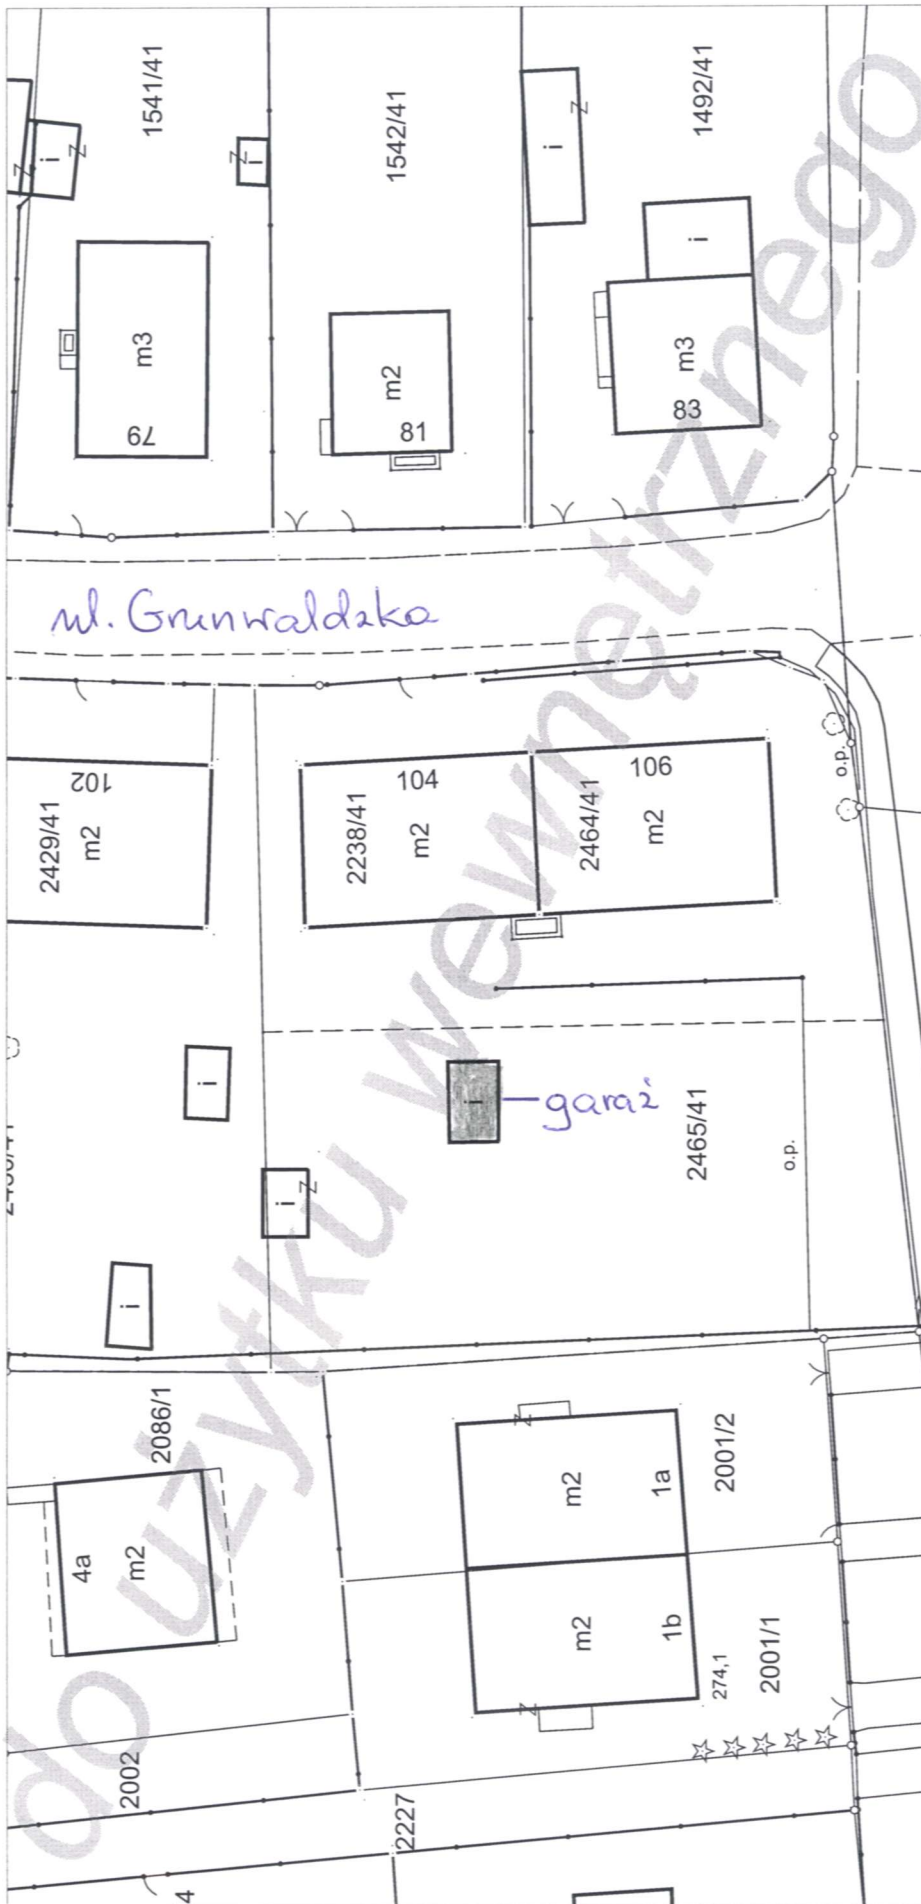 1541/41
1542/41
1492/41
i
i
i
i
m3
79
m2
81
m3
83
ul. Grunwaldzka
102
2429/41
m2
104
2238/41
m2
106
2464/41
m2
o.p.
i
i
garaż
i
i
2465/41
o.p.
2086/1
4a
m2
m2
1a
2001/2
m2
1b
274,1
2001/1
2002
2227
4
do użytku wewnętrznego